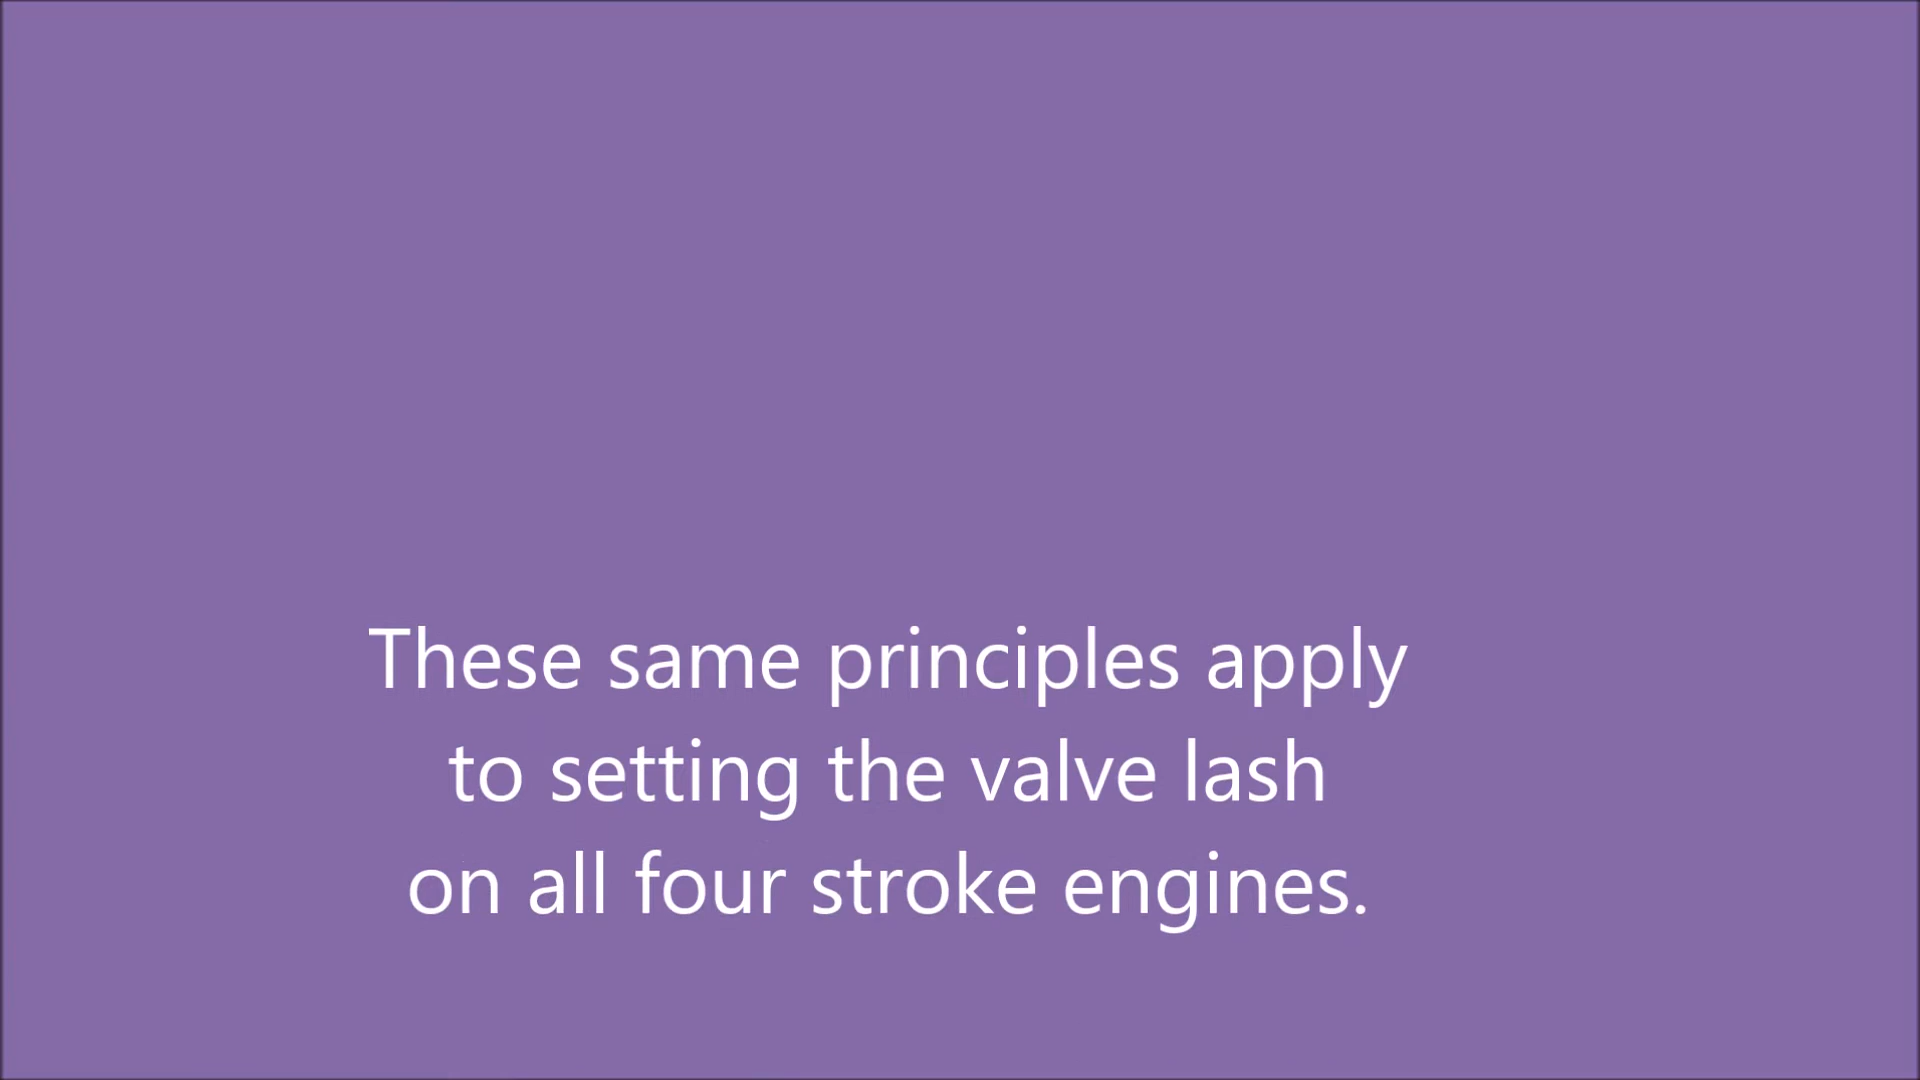 These same principles apply
to setting the valve lash
on all four stroke engines.